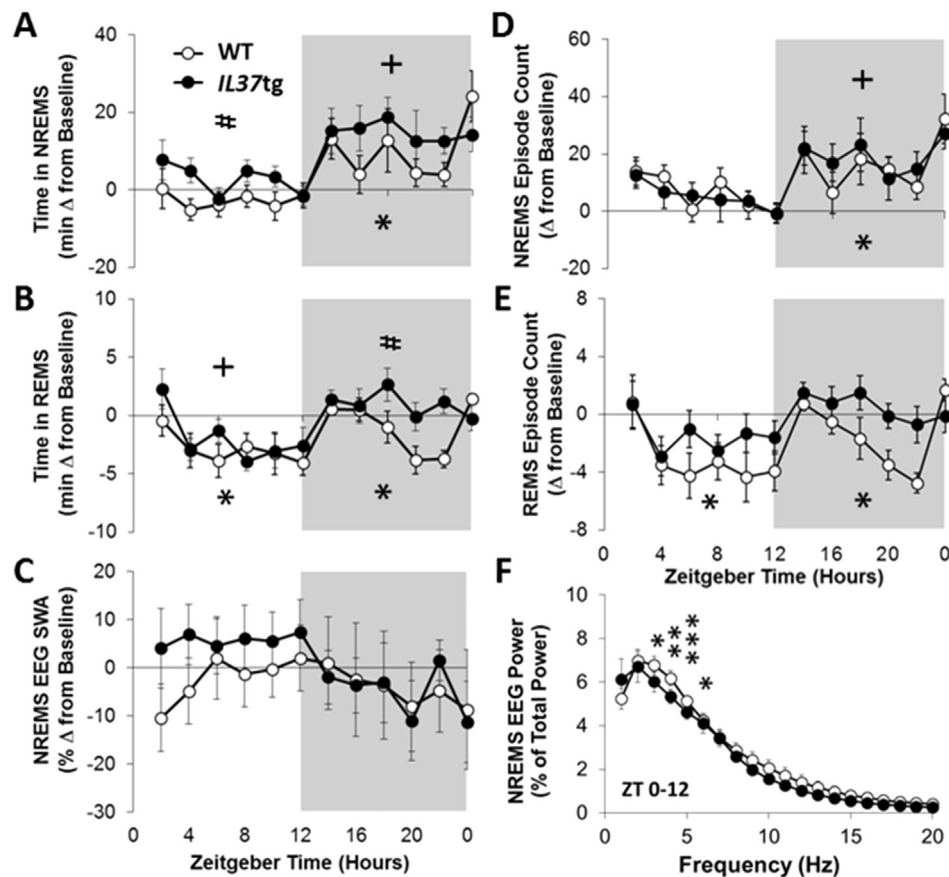 A
Time in NREMS
(min Δ from Baseline)
40
20
0
-20
WT
IL37tg
#
+
*
B
Time in REMS
(min Δ from Baseline)
10
5
0
-5
-10
+
#
*
*
C
NREMS EEG SWA
(% Δ from Baseline)
20
10
0
-10
-20
-30
0 4 8 12 16 20 0
Zeitgeber Time (Hours)
D
NREMS Episode Count
(Δ from Baseline)
60
40
20
0
-20
+
*
E
REMS Episode Count
(Δ from Baseline)
8
4
0
-4
-8
*
*
0 4 8 12 16 20 0
Zeitgeber Time (Hours)
F
NREMS EEG Power
(% of Total Power)
10
8
6
4
2
0
*
**
***
*
ZT 0-12
0 5 10 15 20
Frequency (Hz)